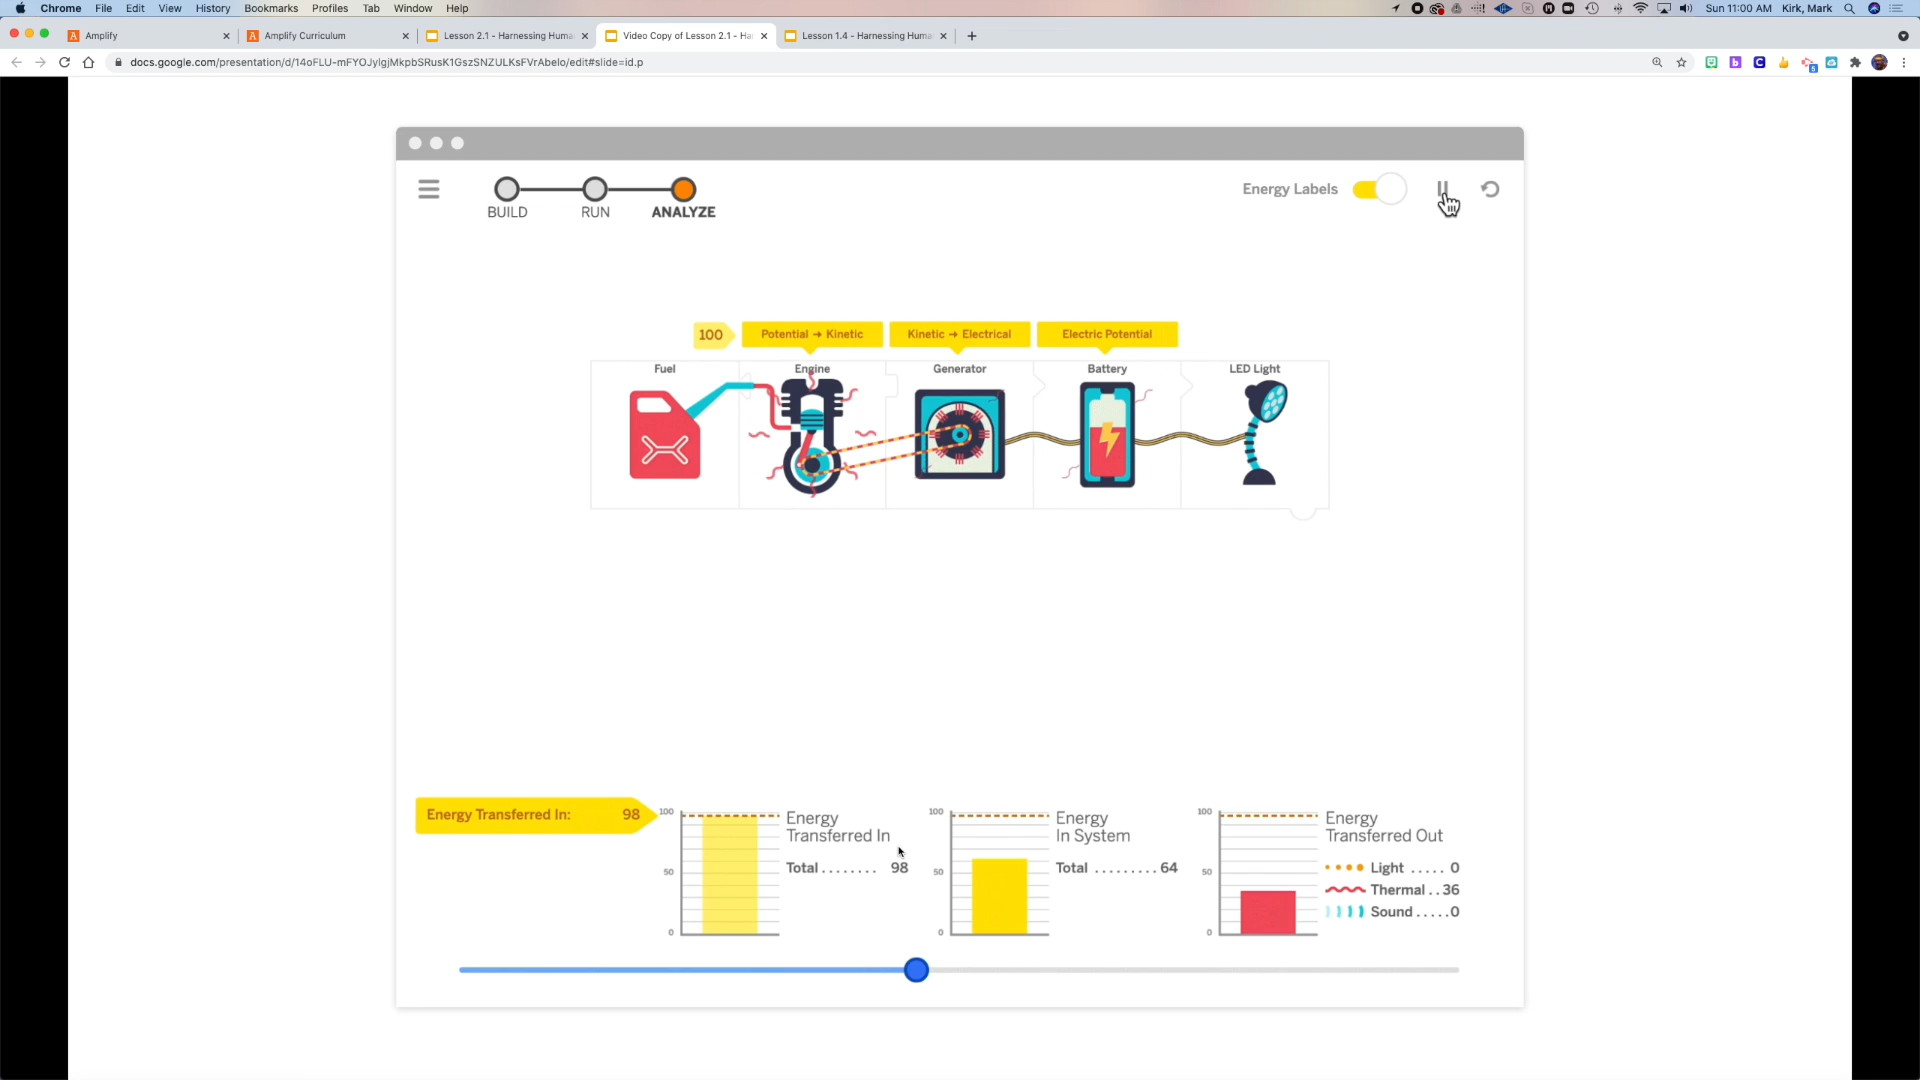 Chrome File Edit View History Bookmarks Profiles Tab Window Help Sun 11:00 AM Kirk, Mark
Amplify Amplify Curriculum Lesson 2.1 - Harnessing Huma Video Copy of Lesson 2.1 - Ha Lesson 1.4 - Harnessing Huma
docs.google.com/presentation/d/14oFLU-mFYOJylgjMkpbSRusK1GszSNZULKsFVrAbelo/edit#slide=id.p
BUILD RUN ANALYZE
Energy Labels
100 Potential → Kinetic Kinetic → Electrical Electric Potential
Fuel Engine Generator Battery LED Light
Energy Transferred In: 98
100
50
0
Energy
Transferred In
Total ........ 98
100
50
0
Energy
In System
Total .........64
100
50
0
Energy
Transferred Out
Light ..... 0
Thermal .. 36
Sound .....0